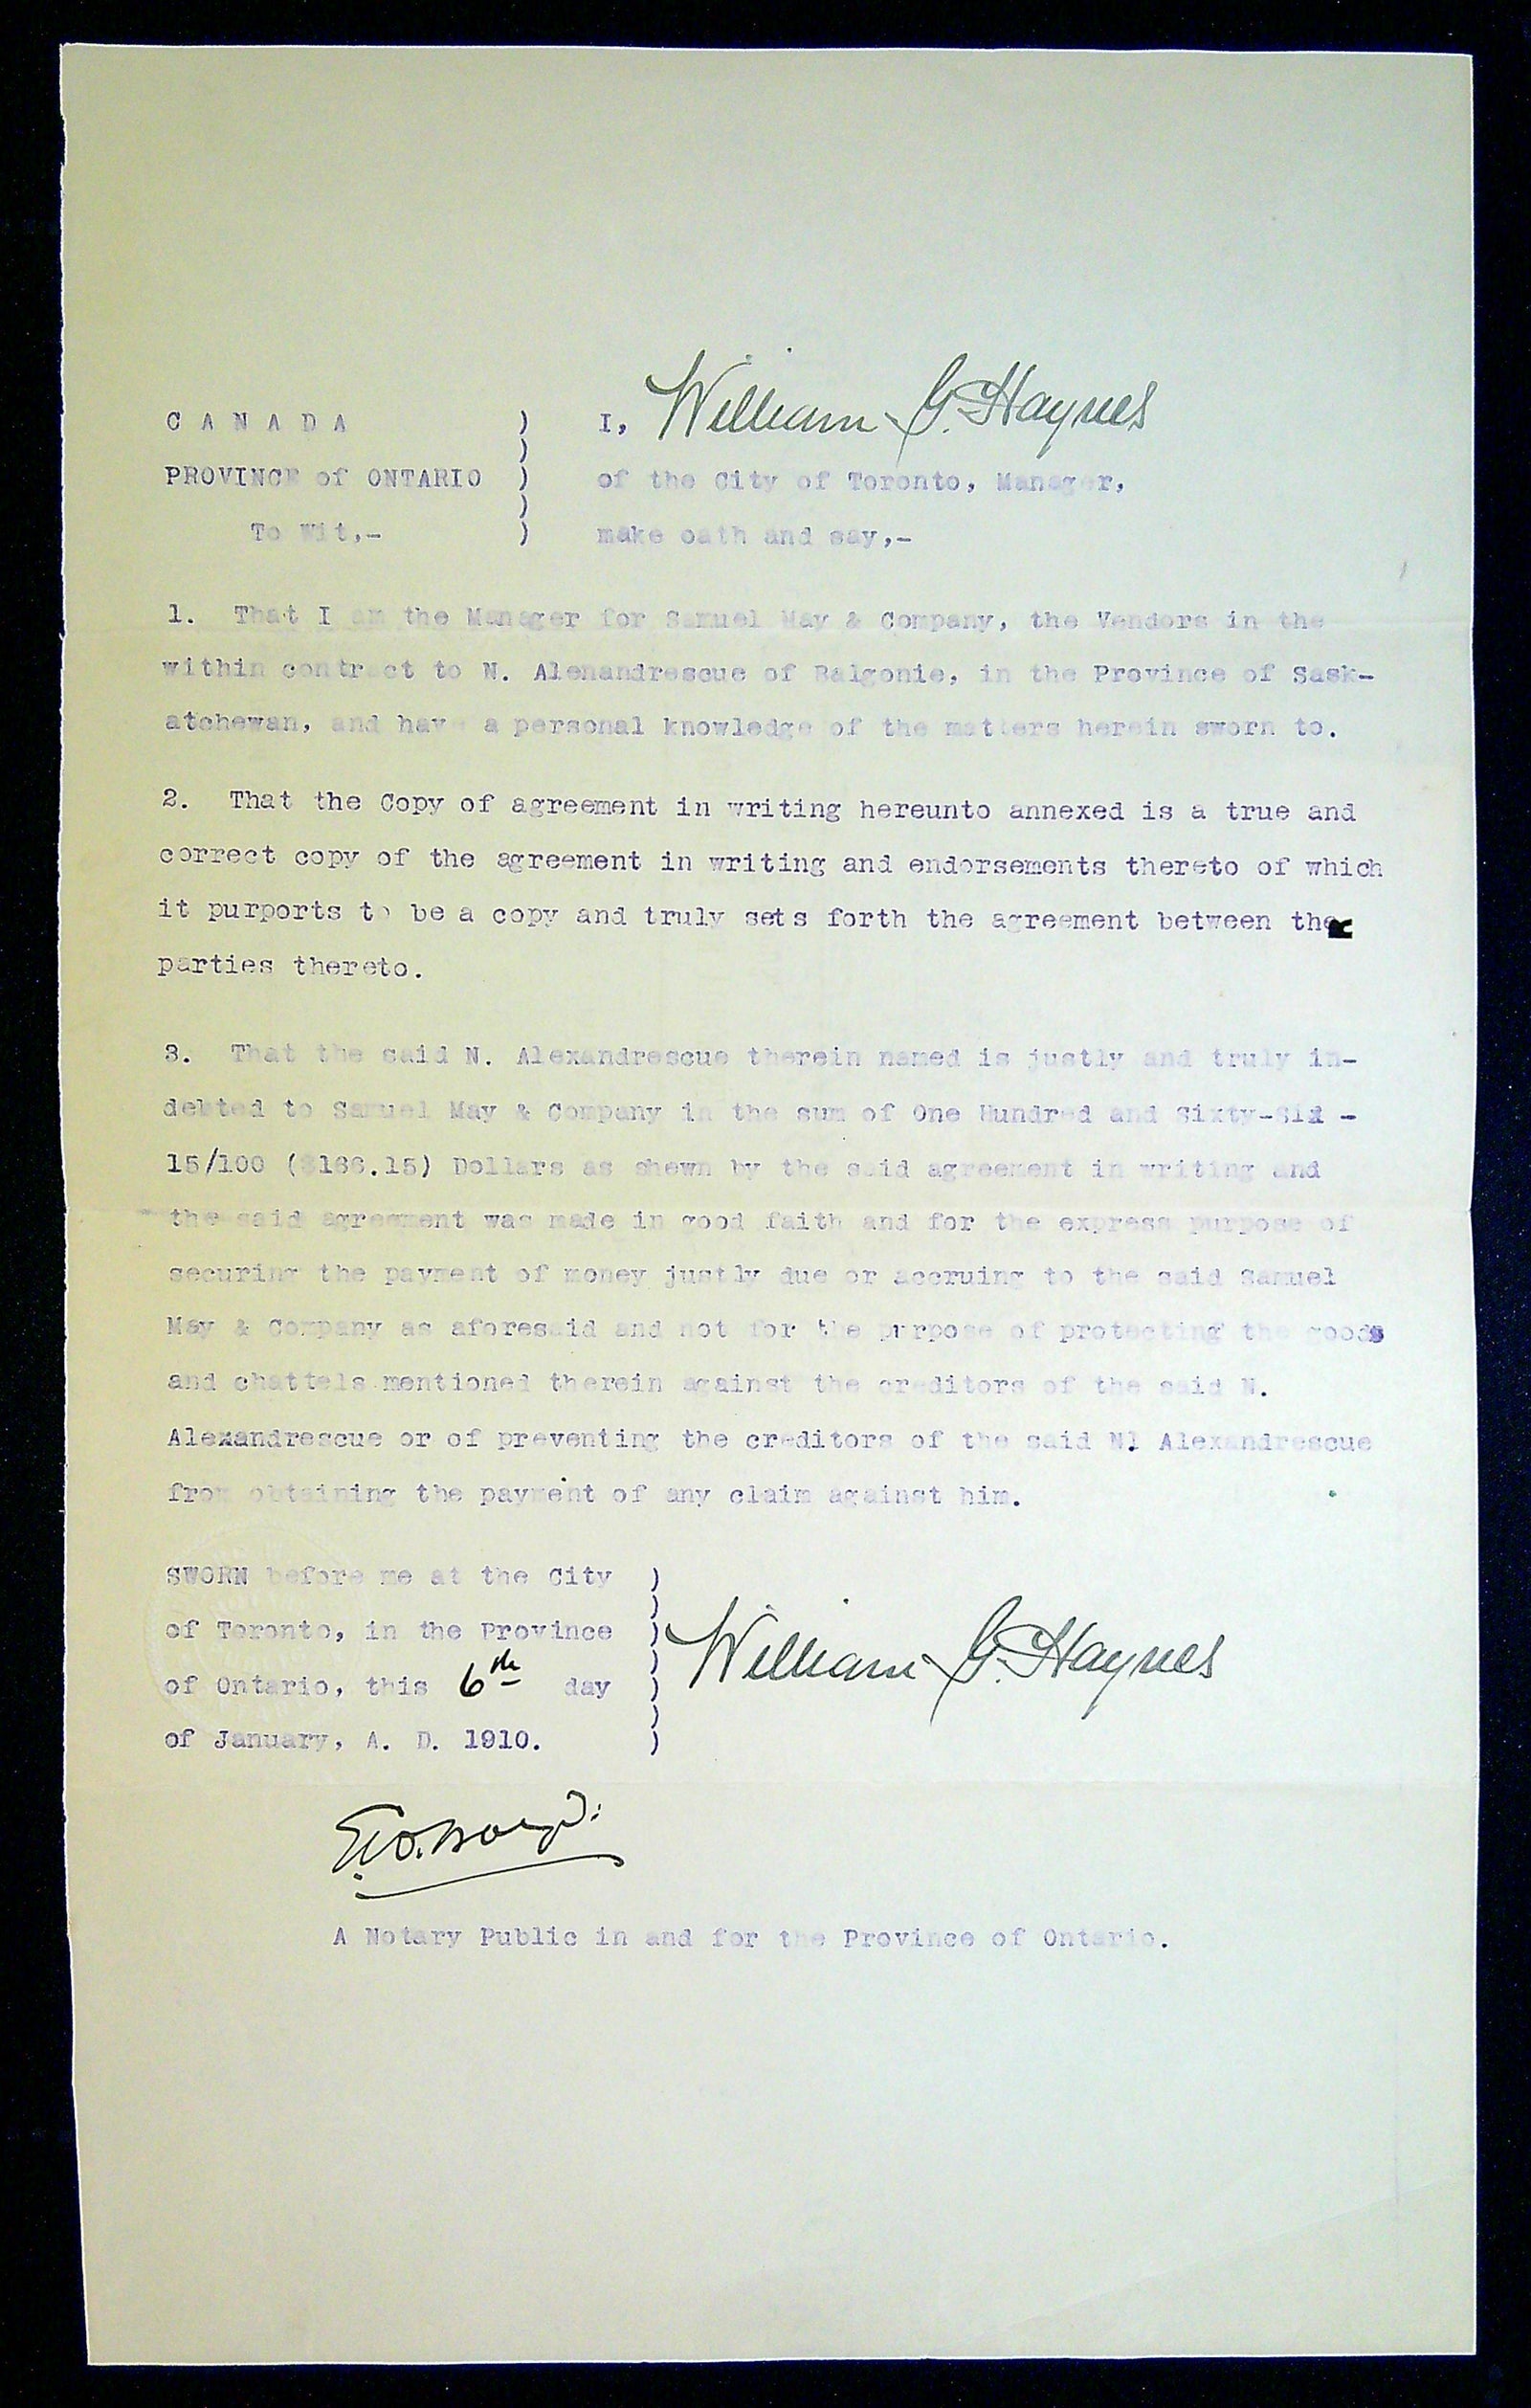 C A N A D A ) I, William G. Haynes
)
PROVINCE of ONTARIO ) of the City of Toronto, Manager,
)
To Wit,- ) make oath and say,-
1. That I am the Manager for Samuel May & Company, the Vendors in the
within contract to N. Alenandrescue of Balgonie, in the Province of Sask-
atchewan, and have a personal knowledge of the matters herein sworn to.
2. That the Copy of agreement in writing hereunto annexed is a true and
correct copy of the agreement in writing and endorsements thereto of which
it purports to be a copy and truly sets forth the agreement between the
parties thereto.
3. That the said N. Alexandrescue therein named is justly and truly in-
debted to Samuel May & Company in the sum of One Hundred and Sixty-Six -
15/100 ($166.15) Dollars as shewn by the said agreement in writing and
the said agreement was made in good faith and for the express purpose of
securing the payment of money justly due or accruing to the said Samuel
May & Company as aforesaid and not for the purpose of protecting the goods
and chattels mentioned therein against the creditors of the said N.
Alexandrescue or of preventing the creditors of the said N! Alexandrescue
from obtaining the payment of any claim against him.
SWORN before me at the City )
)
of Toronto, in the Province ) William G. Haynes
)
of Ontario, this 6th day )
)
of January, A. D. 1910. )
A Notary Public in and for the Province of Ontario.